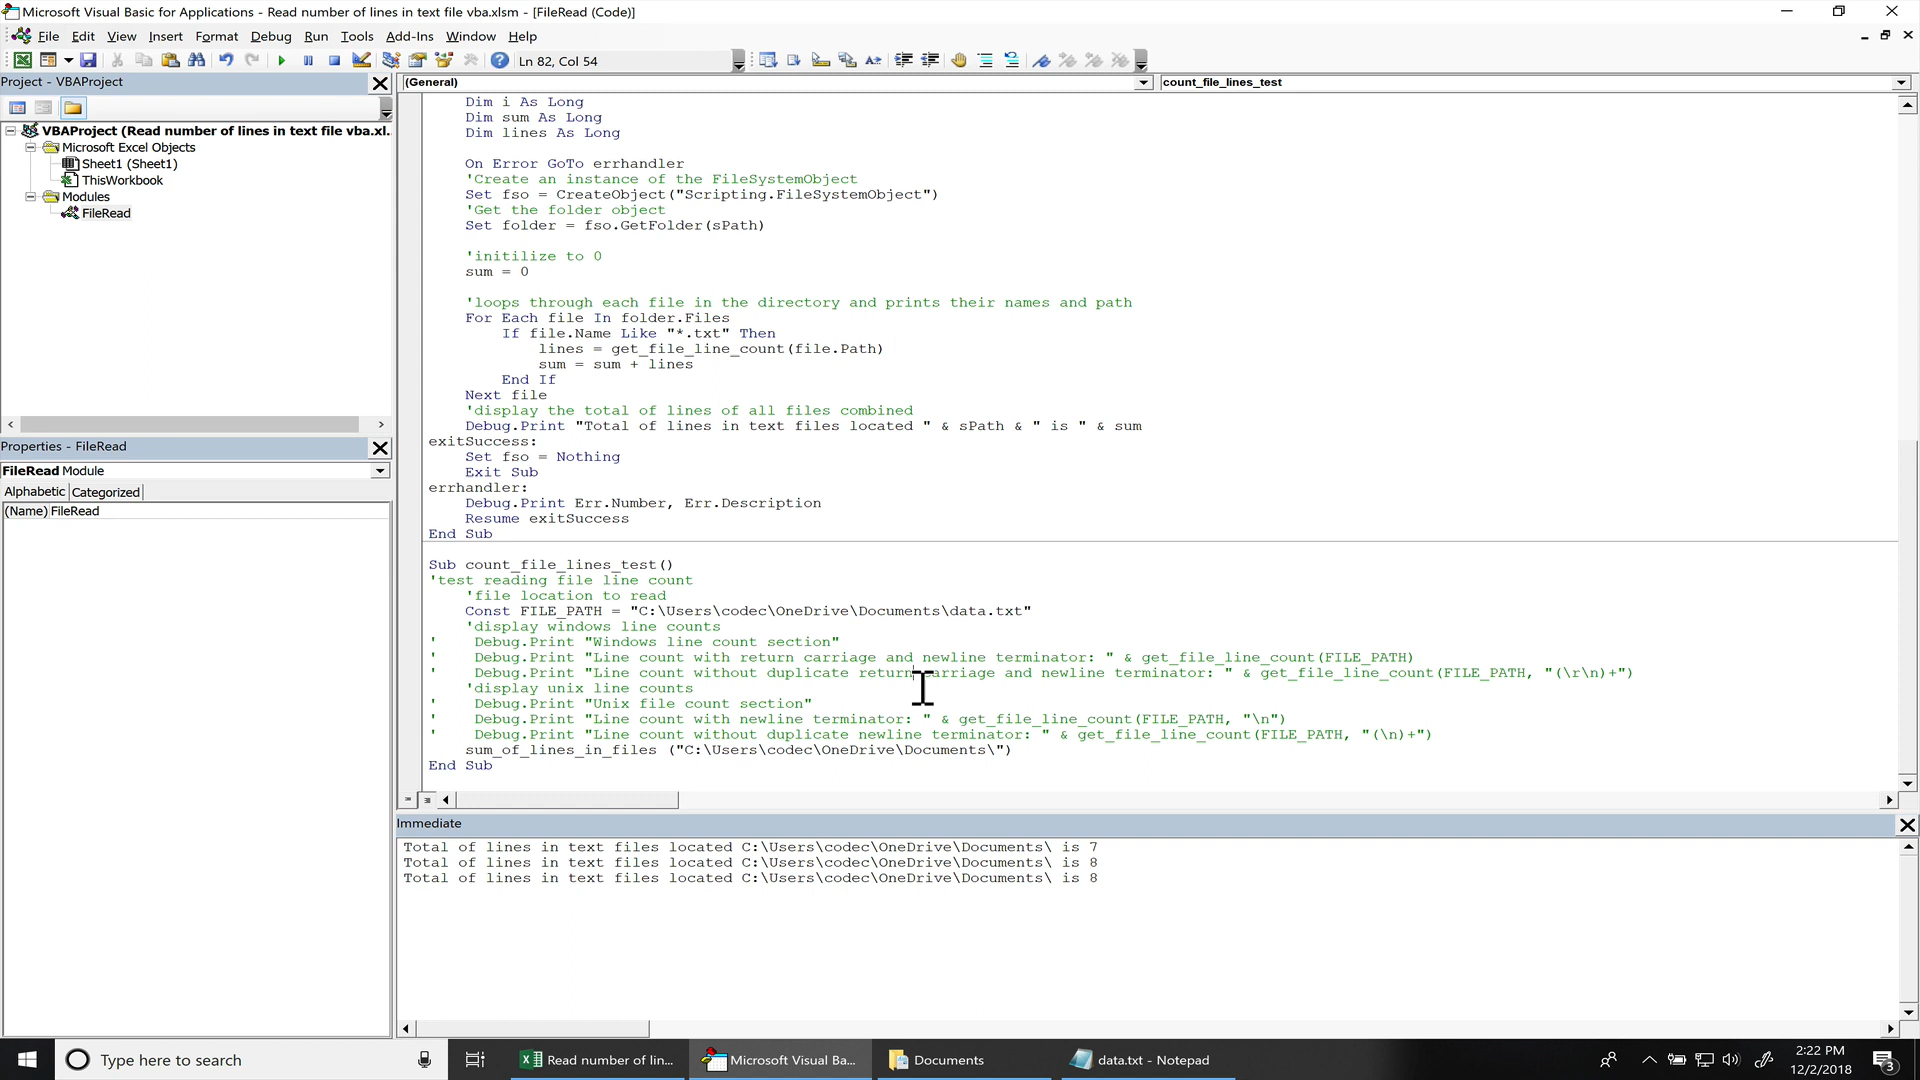 Microsoft Visual Basic for Applications - Read number of lines in text file vba.xlsm - [FileRead (Code)]
File Edit View Insert Format Debug Run Tools Add-Ins Window Help
Ln 82, Col 54
Project - VBAProject
VBAProject (Read number of lines in text file vba.xl..
Microsoft Excel Objects
Sheet1 (Sheet1)
ThisWorkbook
Modules
FileRead
Properties - FileRead
FileRead Module
Alphabetic Categorized
(Name) FileRead
(General) count_file_lines_test
Dim i As Long
Dim sum As Long
Dim lines As Long
On Error GoTo errhandler
'Create an instance of the FileSystemObject
Set fso = CreateObject("Scripting.FileSystemObject")
'Get the folder object
Set folder = fso.GetFolder(sPath)
'initilize to 0
sum = 0
'loops through each file in the directory and prints their names and path
For Each file In folder.Files
If file.Name Like "*.txt" Then
lines = get_file_line_count(file.Path)
sum = sum + lines
End If
Next file
'display the total of lines of all files combined
Debug.Print "Total of lines in text files located " & sPath & " is " & sum
exitSuccess:
Set fso = Nothing
Exit Sub
errhandler:
Debug.Print Err.Number, Err.Description
Resume exitSuccess
End Sub
Sub count_file_lines_test()
'test reading file line count
'file location to read
Const FILE_PATH = "C:\Users\codec\OneDrive\Documents\data.txt"
'display windows line counts
' Debug.Print "Windows line count section"
' Debug.Print "Line count with return carriage and newline terminator: " & get_file_line_count(FILE_PATH)
' Debug.Print "Line count without duplicate return carriage and newline terminator: " & get_file_line_count(FILE_PATH, "(\r\n)+")
'display unix line counts
' Debug.Print "Unix file count section"
' Debug.Print "Line count with newline terminator: " & get_file_line_count(FILE_PATH, "\n")
' Debug.Print "Line count without duplicate newline terminator: " & get_file_line_count(FILE_PATH, "(\n)+")
sum_of_lines_in_files ("C:\Users\codec\OneDrive\Documents\")
End Sub
Immediate
Total of lines in text files located C:\Users\codec\OneDrive\Documents\ is 7
Total of lines in text files located C:\Users\codec\OneDrive\Documents\ is 8
Total of lines in text files located C:\Users\codec\OneDrive\Documents\ is 8
Type here to search
Read number of lin...
Microsoft Visual Ba...
Documents
data.txt - Notepad
2:22 PM
12/2/2018
3